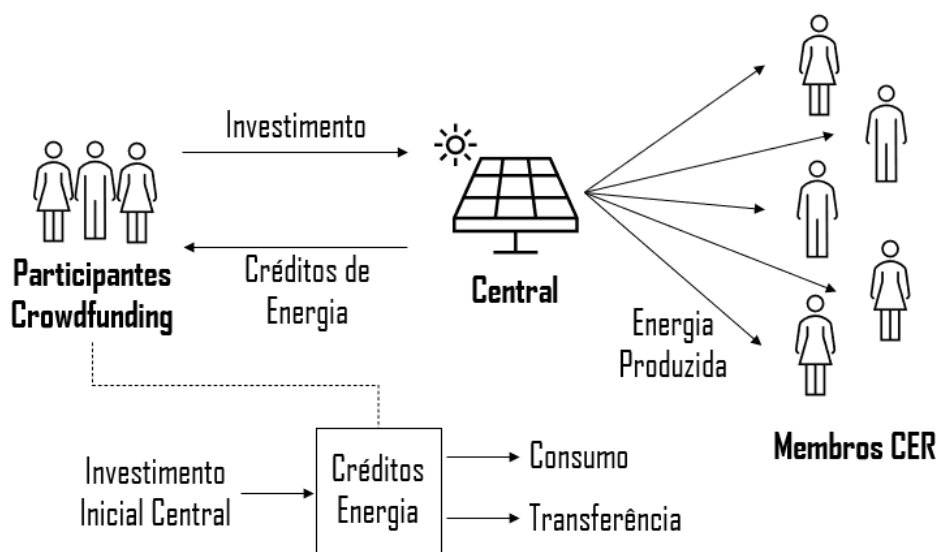 Investimento
Créditos de
Energia
Participantes
Crowdfunding
Central
Energia
Produzida
Membros CER
Investimento
Inicial Central
Créditos
Energia
Consumo
Transferência